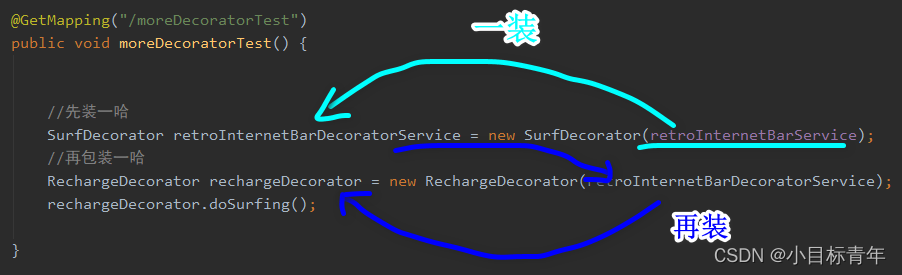 @GetMapping("/moreDecoratorTest")
public void moreDecoratorTest() {
一装
//先装一哈
SurfDecorator retroInternetBarDecoratorService = new SurfDecorator(retroInternetBarService);
//再包装一哈
RechargeDecorator rechargeDecorator = new RechargeDecorator(retroInternetBarDecoratorService);
rechargeDecorator.doSurfing();
再装
}
CSDN @小目标青年